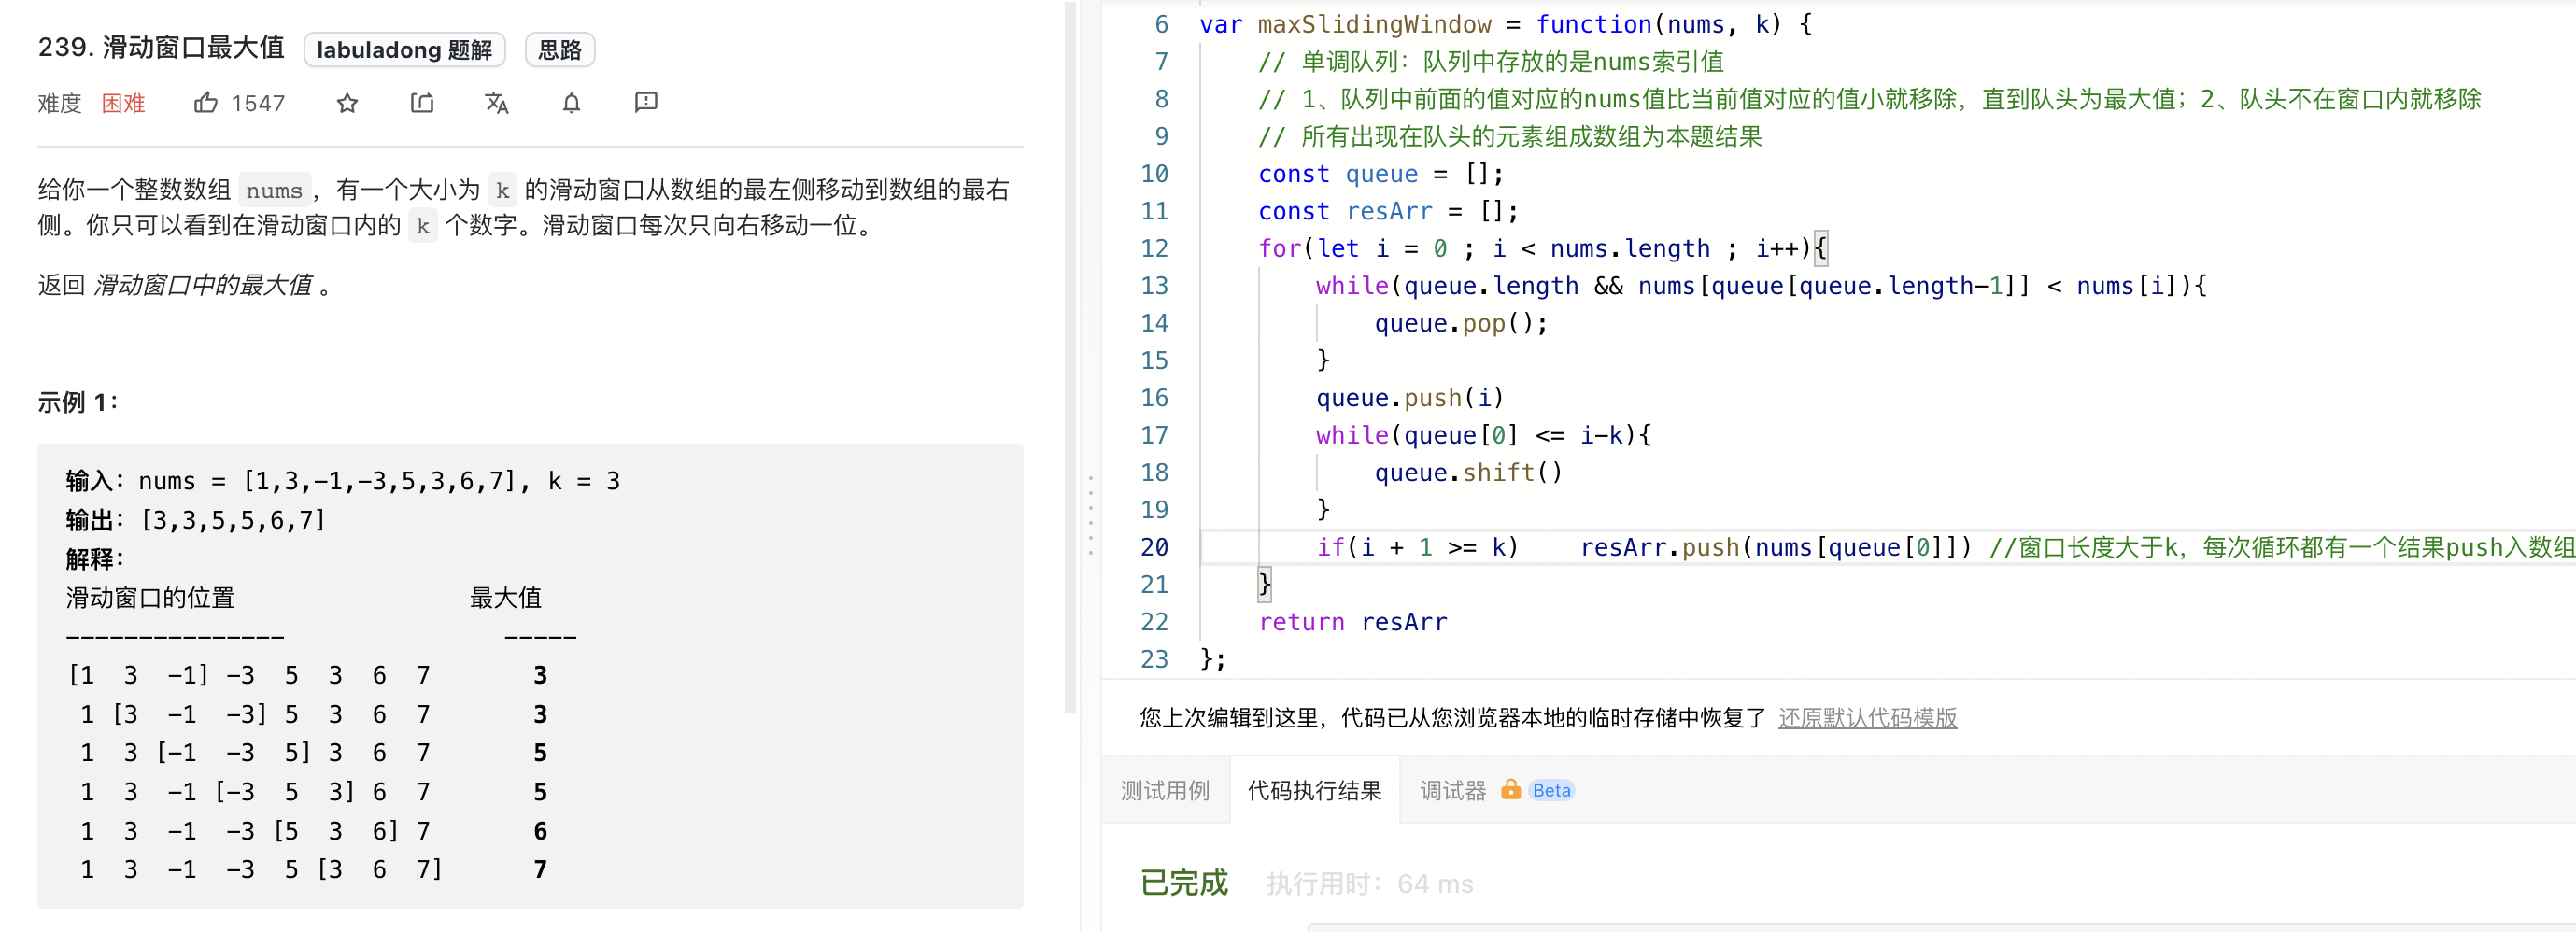 239. 滑动窗口最大值 labuladong 题解 思路
难度 困难 1547
给你一个整数数组 nums，有一个大小为 k 的滑动窗口从数组的最左侧移动到数组的最右
侧。你只可以看到在滑动窗口内的 k 个数字。滑动窗口每次只向右移动一位。
返回 滑动窗口中的最大值 。
示例 1：
输入：nums = [1,3,-1,-3,5,3,6,7], k = 3
输出：[3,3,5,5,6,7]
解释：
滑动窗口的位置 最大值
--------------- -----
[1 3 -1] -3 5 3 6 7 3
1 [3 -1 -3] 5 3 6 7 3
1 3 [-1 -3 5] 3 6 7 5
1 3 -1 [-3 5 3] 6 7 5
1 3 -1 -3 [5 3 6] 7 6
1 3 -1 -3 5 [3 6 7] 7
6 var maxSlidingWindow = function(nums, k) {
7 // 单调队列：队列中存放的是nums索引值
8 // 1、队列中前面的值对应的nums值比当前值对应的值小就移除，直到队头为最大值；2、队头不在窗口内就移除
9 // 所有出现在队头的元素组成数组为本题结果
10 const queue = [];
11 const resArr = [];
12 for(let i = 0 ; i < nums.length ; i++){
13 while(queue.length && nums[queue[queue.length-1]] < nums[i]){
14 queue.pop();
15 }
16 queue.push(i)
17 while(queue[0] <= i-k){
18 queue.shift()
19 }
20 if(i + 1 >= k) resArr.push(nums[queue[0]]) //窗口长度大于k，每次循环都有一个结果push入数组
21 }
22 return resArr
23 };
您上次编辑到这里，代码已从您浏览器本地的临时存储中恢复了 还原默认代码模版
测试用例 代码执行结果 调试器 Beta
已完成 执行用时：64 ms